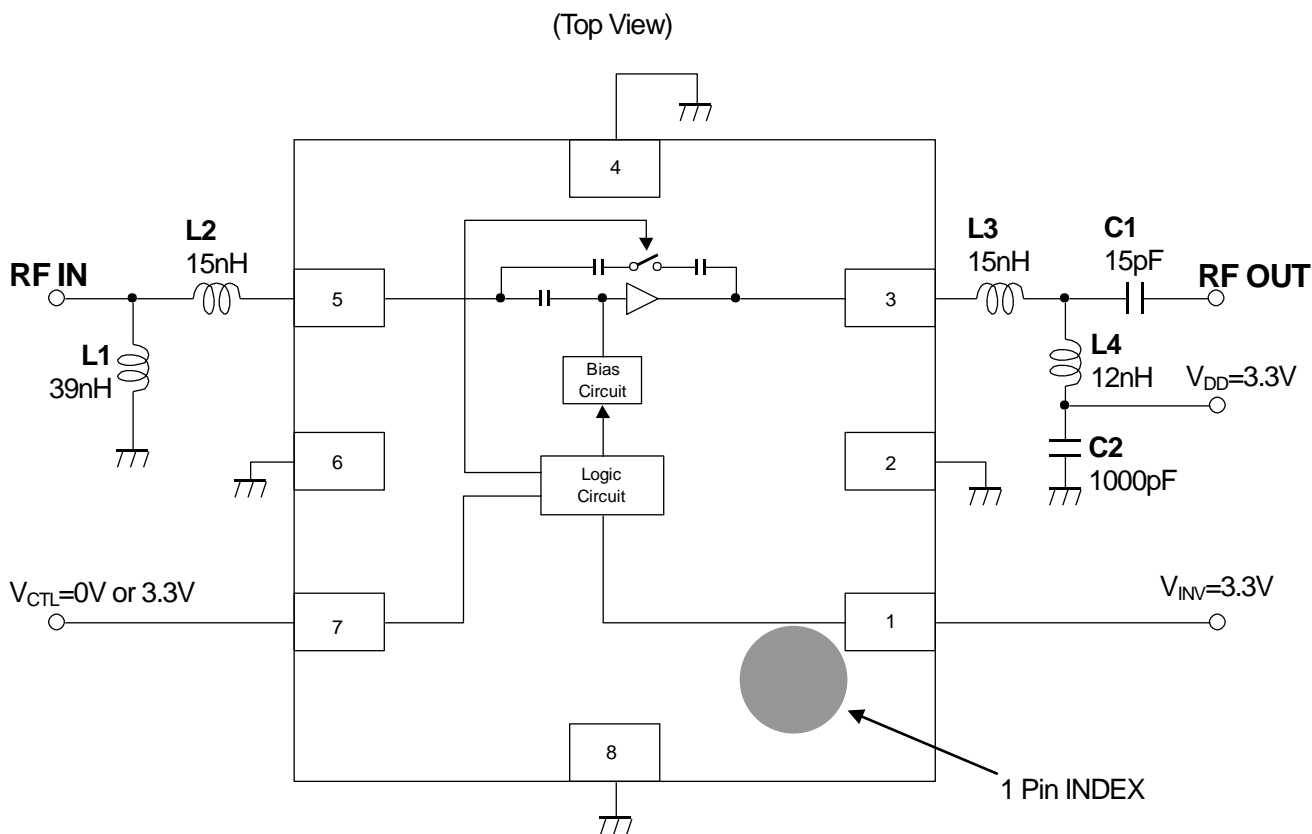 (Top View)
4
L2
15nH
RF IN
L1
39nH
5
3
L3
15nH
C1
15pF
RF OUT
L4
12nH
V_DD=3.3V
C2
1000pF
Bias
Circuit
6
Logic
Circuit
2
V_CTL=0V or 3.3V
7
1
V_INV=3.3V
8
1 Pin INDEX